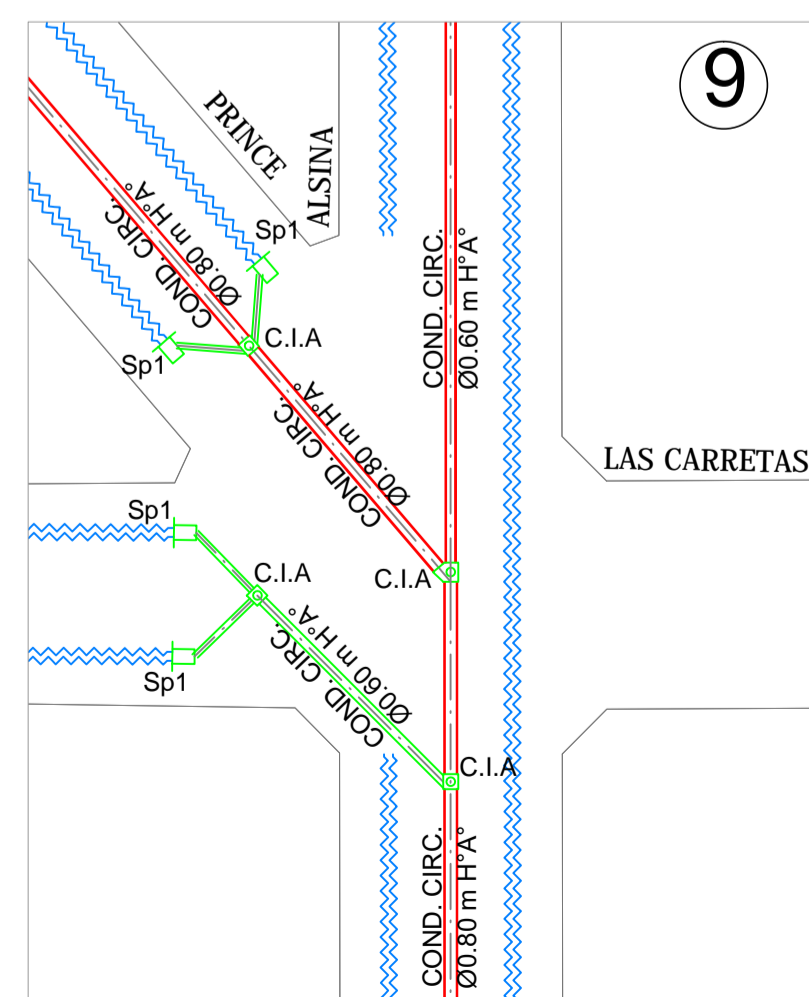 9
PRINCE
ALSINA
Sp1
COND. CIRC.
Ø0.80 m H°A°
COND. CIRC.
Ø0.60 m H°A°
C.I.A
Sp1
COND. CIRC.
Ø0.80 m H°A°
LAS CARRETAS
Sp1
C.I.A
C.I.A
COND. CIRC.
Ø0.60 m H°A°
Sp1
C.I.A
COND. CIRC.
Ø0.80 m H°A°